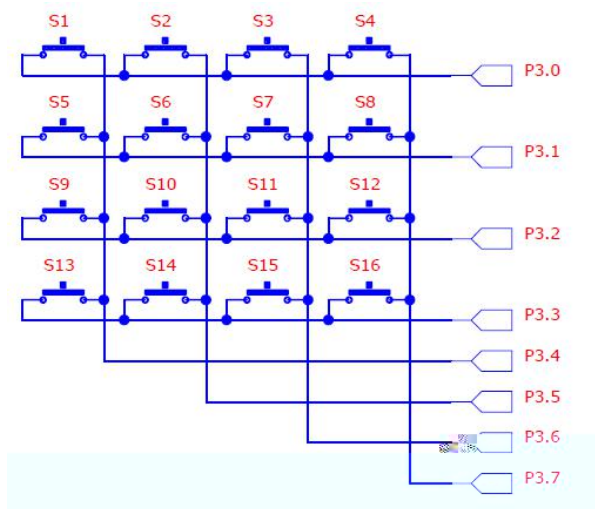 S1 S2 S3 S4
P3.0
S5 S6 S7 S8
P3.1
S9 S10 S11 S12
P3.2
S13 S14 S15 S16
P3.3
P3.4
P3.5
P3.6
P3.7